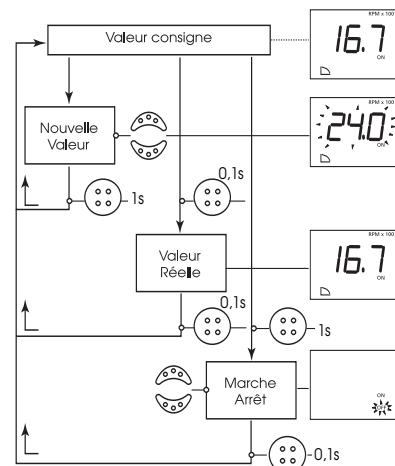 Valeur consigne
RPM x 100
16.7
ON
Nouvelle
Valeur
RPM x 100
24.0
ON
1s
0,1s
Valeur
Réelle
RPM x 100
16.7
ON
0,1s
1s
Marche
Arrêt
ON
OFF
0,1s